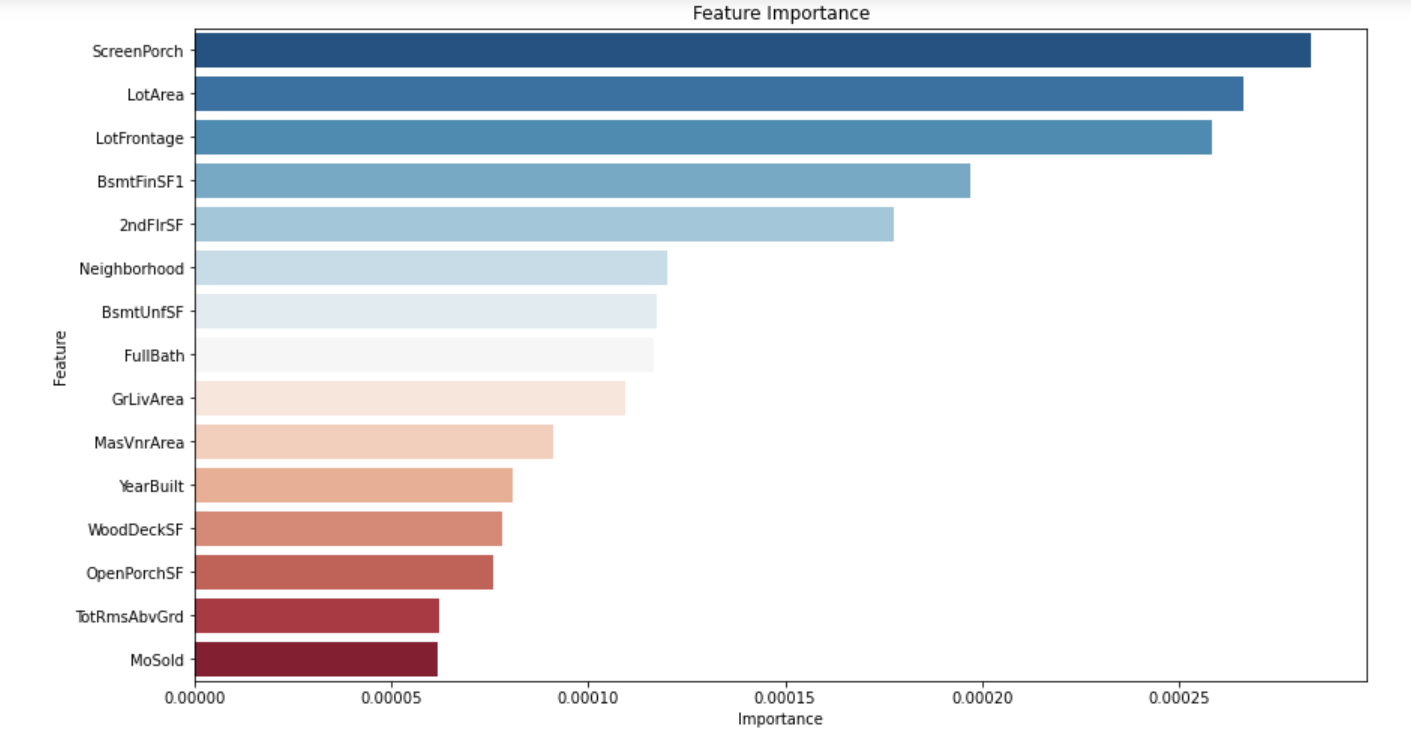 Feature Importance
ScreenPorch
LotArea
LotFrontage
BsmtFinSF1
2ndFlrSF
Neighborhood
BsmtUnfSF
FullBath
GrLivArea
MasVnrArea
YearBuilt
WoodDeckSF
OpenPorchSF
TotRmsAbvGrd
MoSold
Feature
0.00000 0.00005 0.00010 0.00015 0.00020 0.00025
Importance